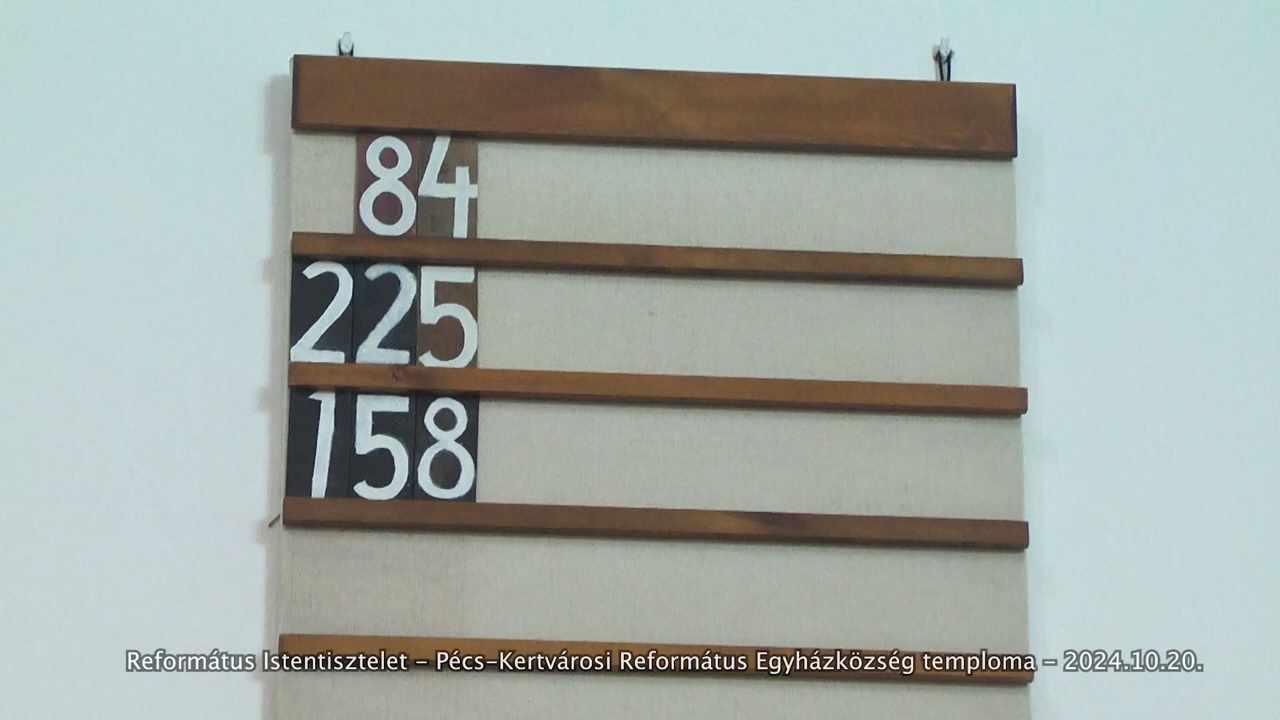 84
225
158
Református Istentisztelet - Pécs-Kertvárosi Református Egyházközség temploma - 2024.10.20.